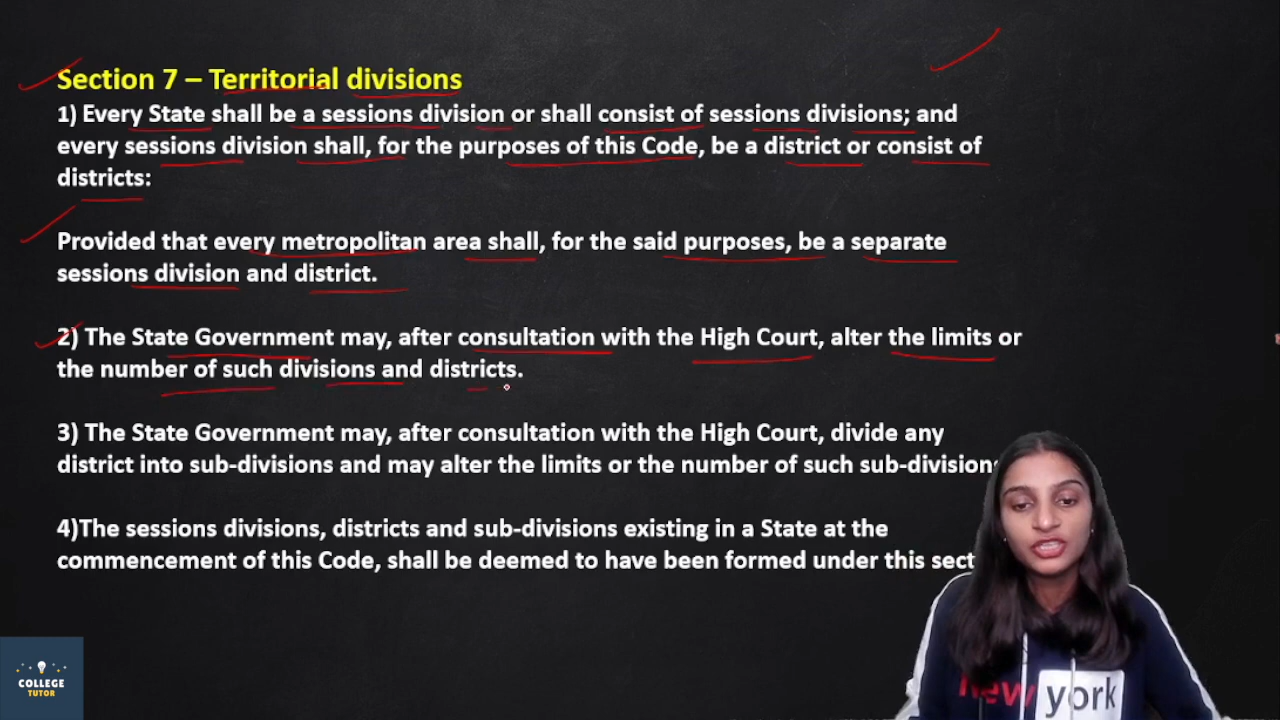 Section 7 – Territorial divisions
1) Every State shall be a sessions division or shall consist of sessions divisions; and
every sessions division shall, for the purposes of this Code, be a district or consist of
districts:
Provided that every metropolitan area shall, for the said purposes, be a separate
sessions division and district.
2) The State Government may, after consultation with the High Court, alter the limits or
the number of such divisions and districts.
3) The State Government may, after consultation with the High Court, divide any
district into sub-divisions and may alter the limits or the number of such sub-divisions
4)The sessions divisions, districts and sub-divisions existing in a State at the
commencement of this Code, shall be deemed to have been formed under this sect
new york
COLLEGE
TUTOR